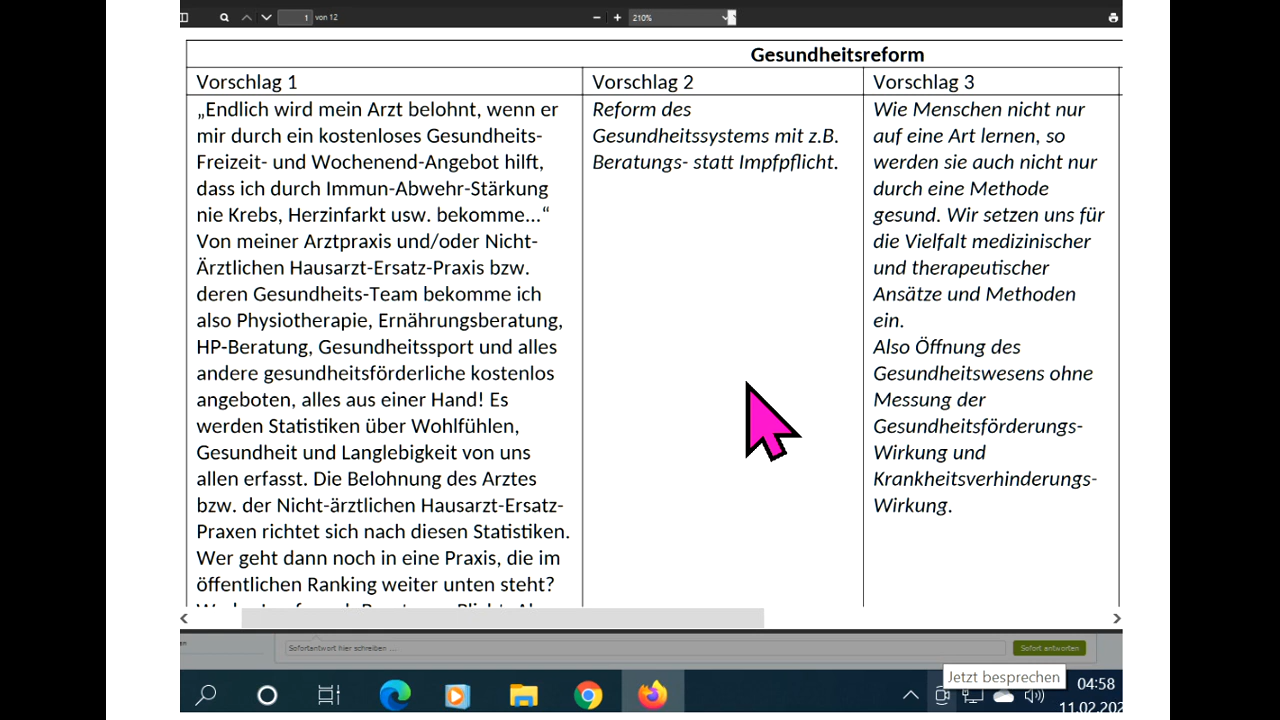 1 von 12
210%
Gesundheitsreform
Vorschlag 1
„Endlich wird mein Arzt belohnt, wenn er
mir durch ein kostenloses Gesundheits-
Freizeit- und Wochenend-Angebot hilft,
dass ich durch Immun-Abwehr-Stärkung
nie Krebs, Herzinfarkt usw. bekomme...“
Von meiner Arztpraxis und/oder Nicht-
Ärztlichen Hausarzt-Ersatz-Praxis bzw.
deren Gesundheits-Team bekomme ich
also Physiotherapie, Ernährungsberatung,
HP-Beratung, Gesundheitssport und alles
andere gesundheitsförderliche kostenlos
angeboten, alles aus einer Hand! Es
werden Statistiken über Wohlfühlen,
Gesundheit und Langlebigkeit von uns
allen erfasst. Die Belohnung des Arztes
bzw. der Nicht-ärztlichen Hausarzt-Ersatz-
Praxen richtet sich nach diesen Statistiken.
Wer geht dann noch in eine Praxis, die im
öffentlichen Ranking weiter unten steht?
Vorschlag 2
Reform des
Gesundheitssystems mit z.B.
Beratungs- statt Impfpflicht.
Vorschlag 3
Wie Menschen nicht nur
auf eine Art lernen, so
werden sie auch nicht nur
durch eine Methode
gesund. Wir setzen uns für
die Vielfalt medizinischer
und therapeutischer
Ansätze und Methoden
ein.
Also Öffnung des
Gesundheitswesens ohne
Messung der
Gesundheitsförderungs-
Wirkung und
Krankheitsverhinderungs-
Wirkung.
Sofortantwort hier schreiben ...
Sofort antworten
Jetzt besprechen
04:58
11.02.202